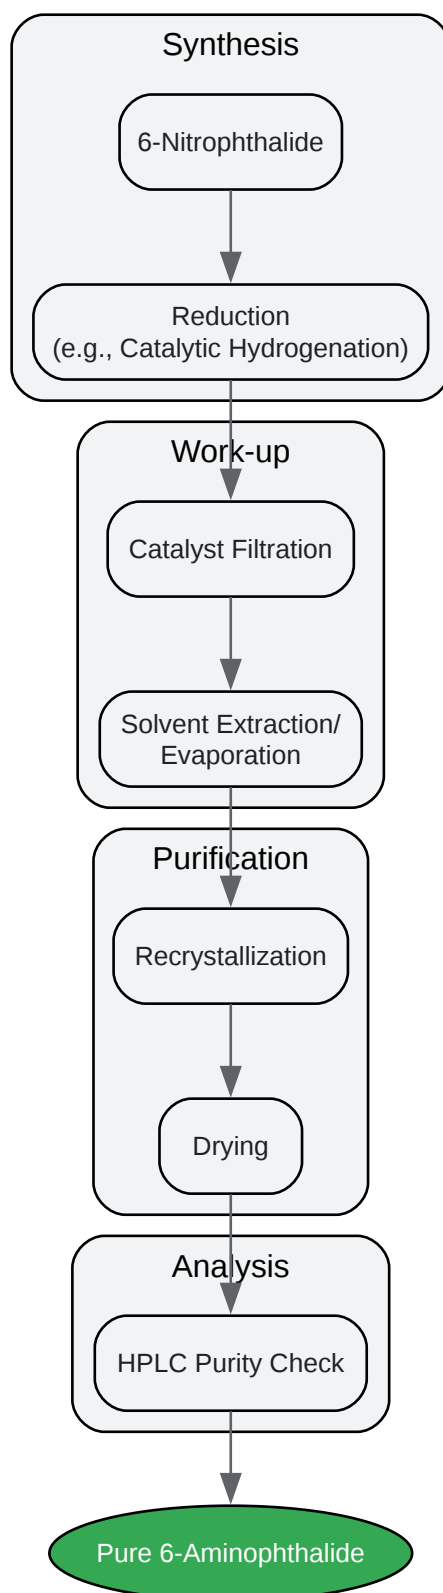 Synthesis
6-Nitrophthalide
Reduction
(e.g., Catalytic Hydrogenation)
Work-up
Catalyst Filtration
Solvent Extraction/
Evaporation
Purification
Recrystallization
Drying
Analysis
HPLC Purity Check
Pure 6-Aminophthalide